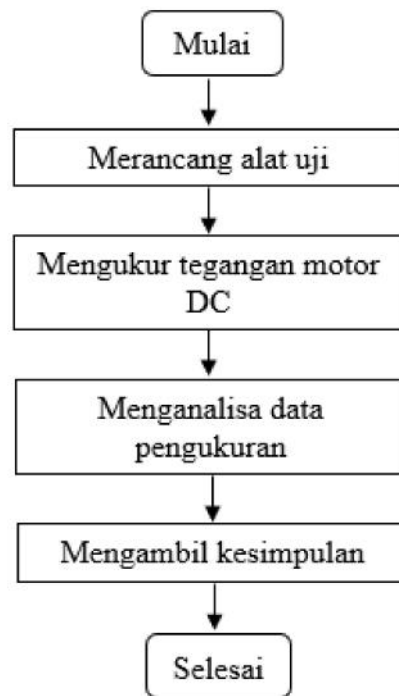 Mulai
Merancang alat uji
Mengukur tegangan motor
DC
Menganalisa data
pengukuran
Mengambil kesimpulan
Selesai